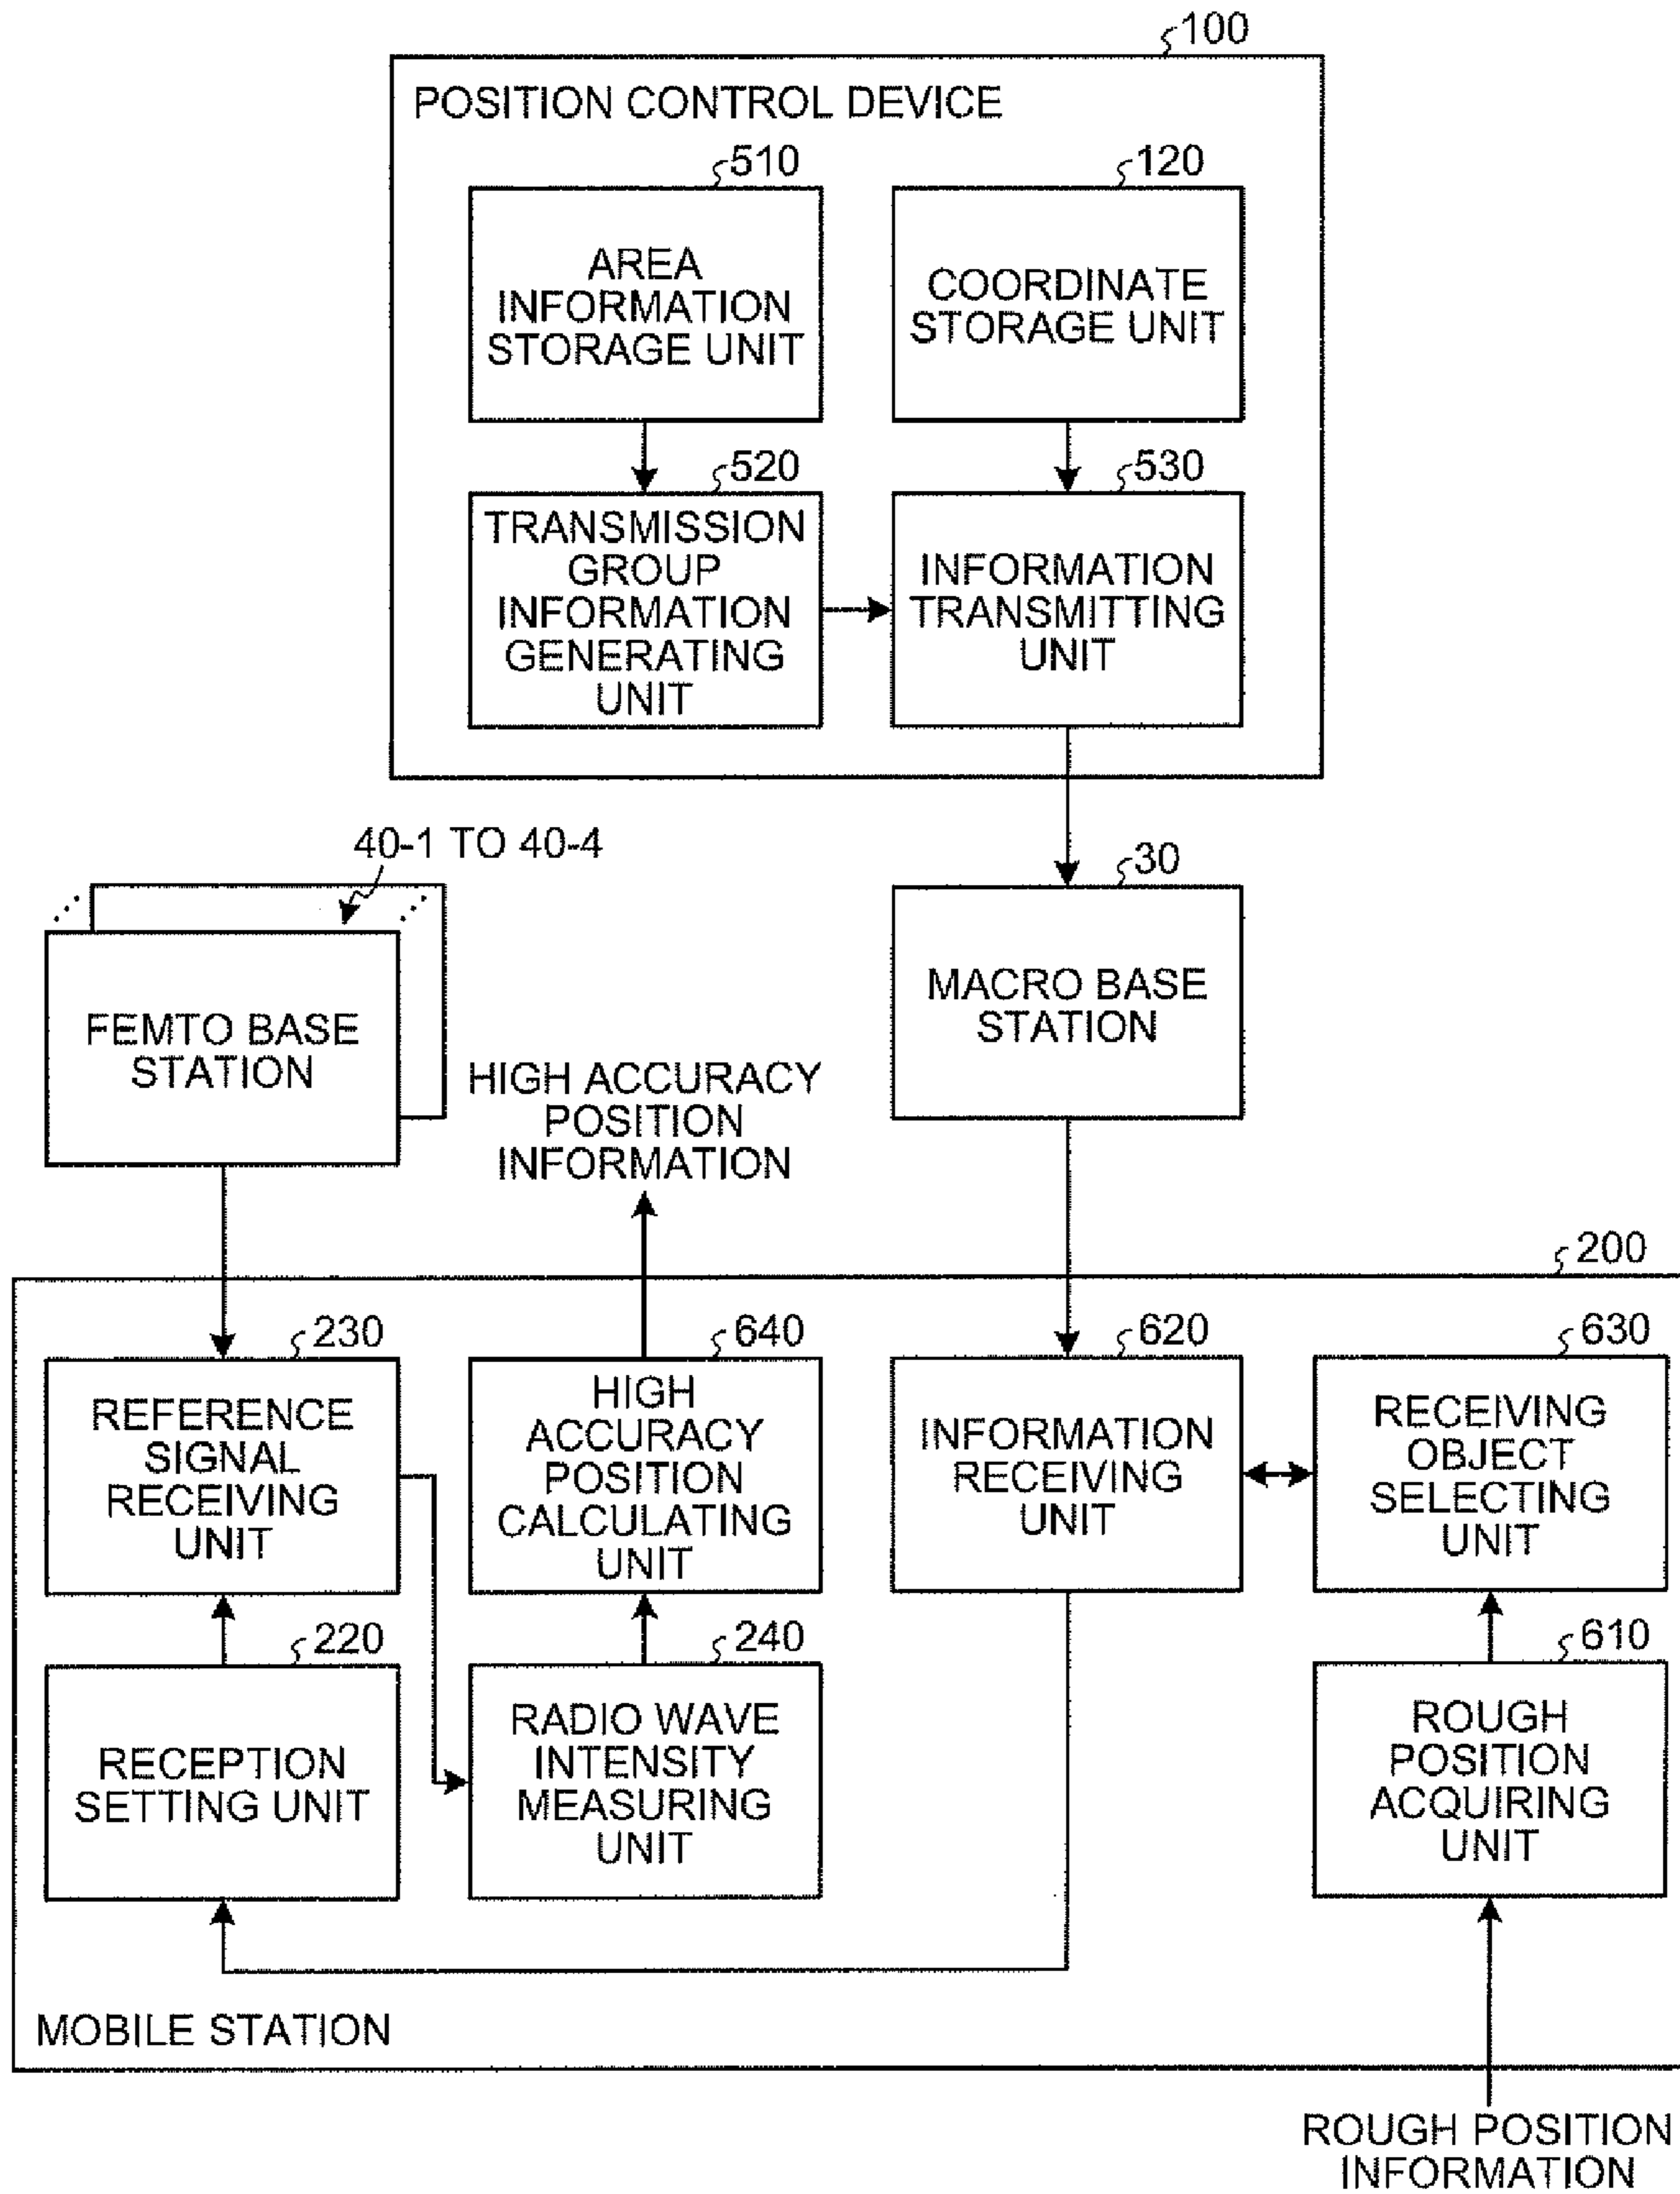 100
POSITION CONTROL DEVICE
510
120
AREA
INFORMATION
STORAGE UNIT
COORDINATE
STORAGE UNIT
520
530
TRANSMISSION
GROUP
INFORMATION
GENERATING
UNIT
INFORMATION
TRANSMITTING
UNIT
40-1 TO 40-4
30
FEMTO BASE
STATION
MACRO BASE
STATION
HIGH ACCURACY
POSITION
INFORMATION
200
230
640
620
630
REFERENCE
SIGNAL
RECEIVING
UNIT
HIGH
ACCURACY
POSITION
CALCULATING
UNIT
INFORMATION
RECEIVING
UNIT
RECEIVING
OBJECT
SELECTING
UNIT
220
240
610
RECEPTION
SETTING UNIT
RADIO WAVE
INTENSITY
MEASURING
UNIT
ROUGH
POSITION
ACQUIRING
UNIT
MOBILE STATION
ROUGH POSITION
INFORMATION